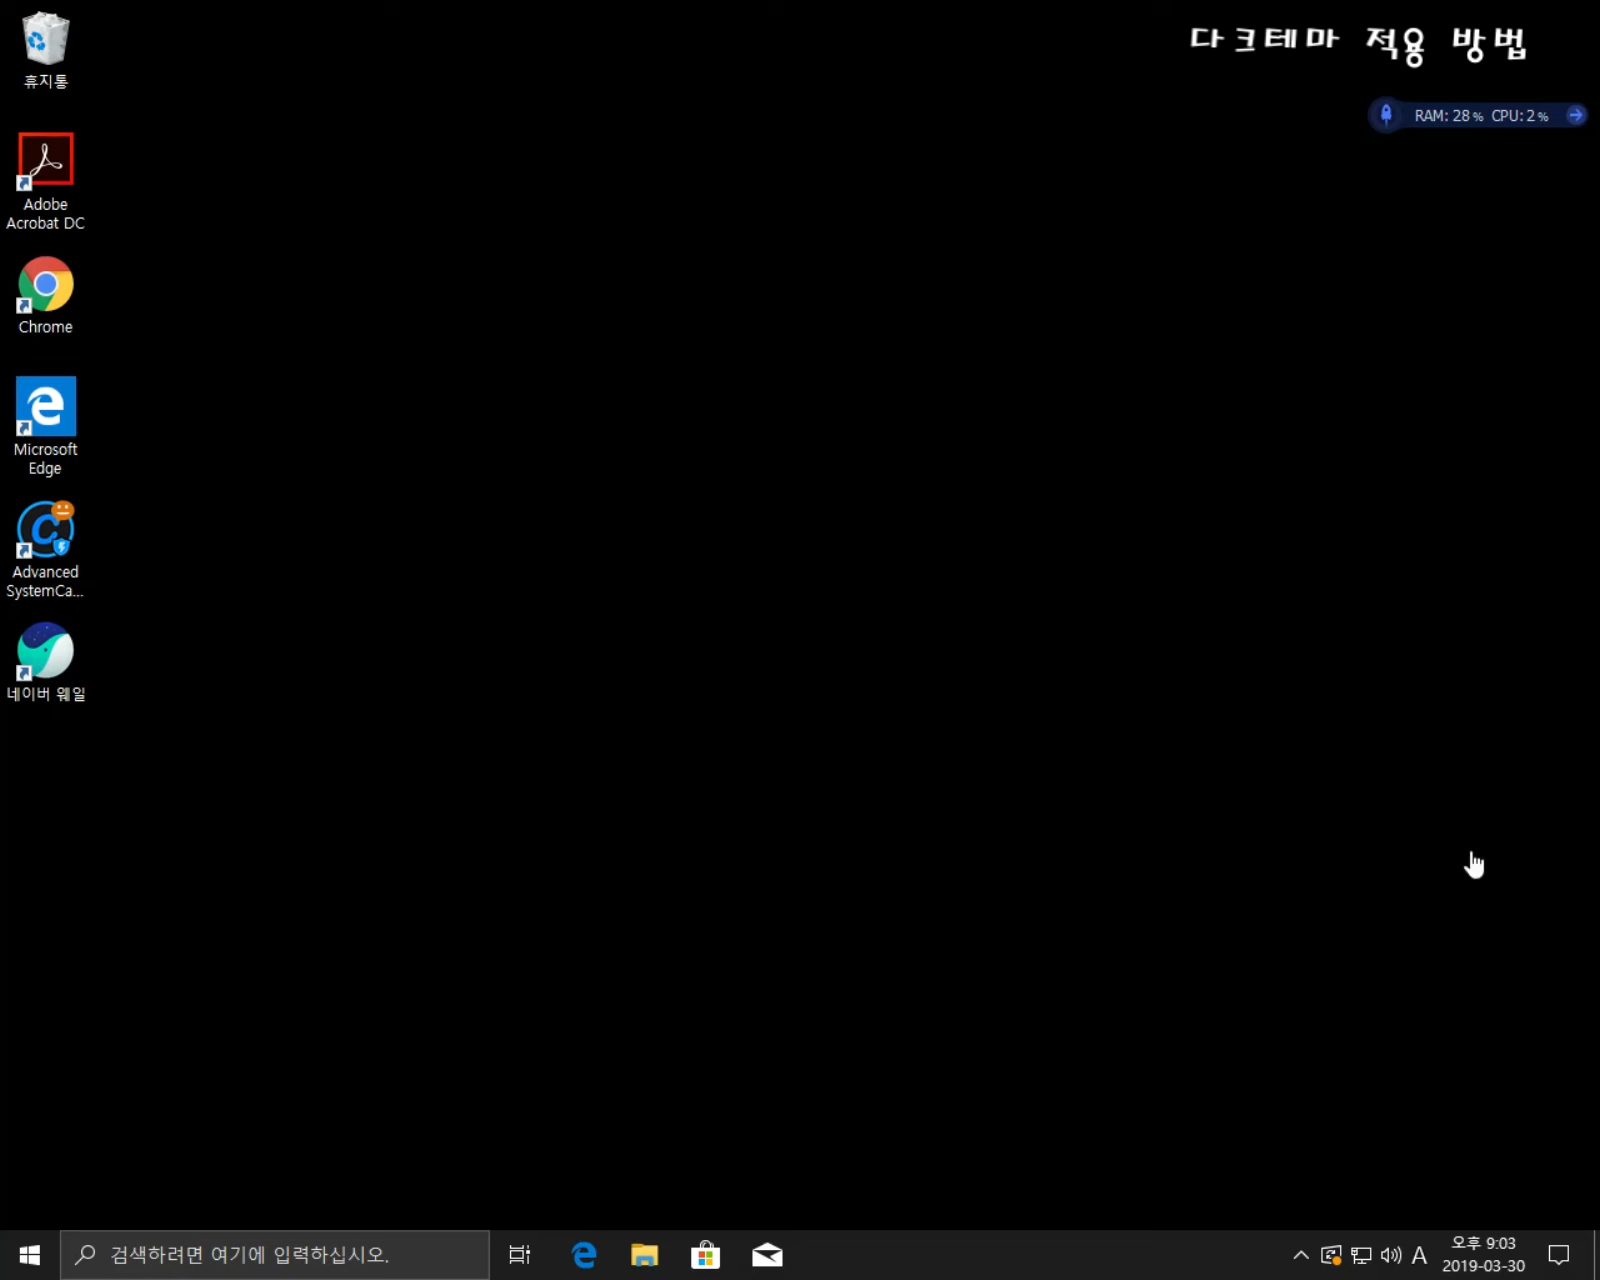 다크테마 적용 방법
RAM: 28% CPU: 2%
휴지통
Adobe
Acrobat DC
Chrome
Microsoft
Edge
Advanced
SystemCa...
네이버 웨일
검색하려면 여기에 입력하십시오.
A
오후 9:03
2019-03-30